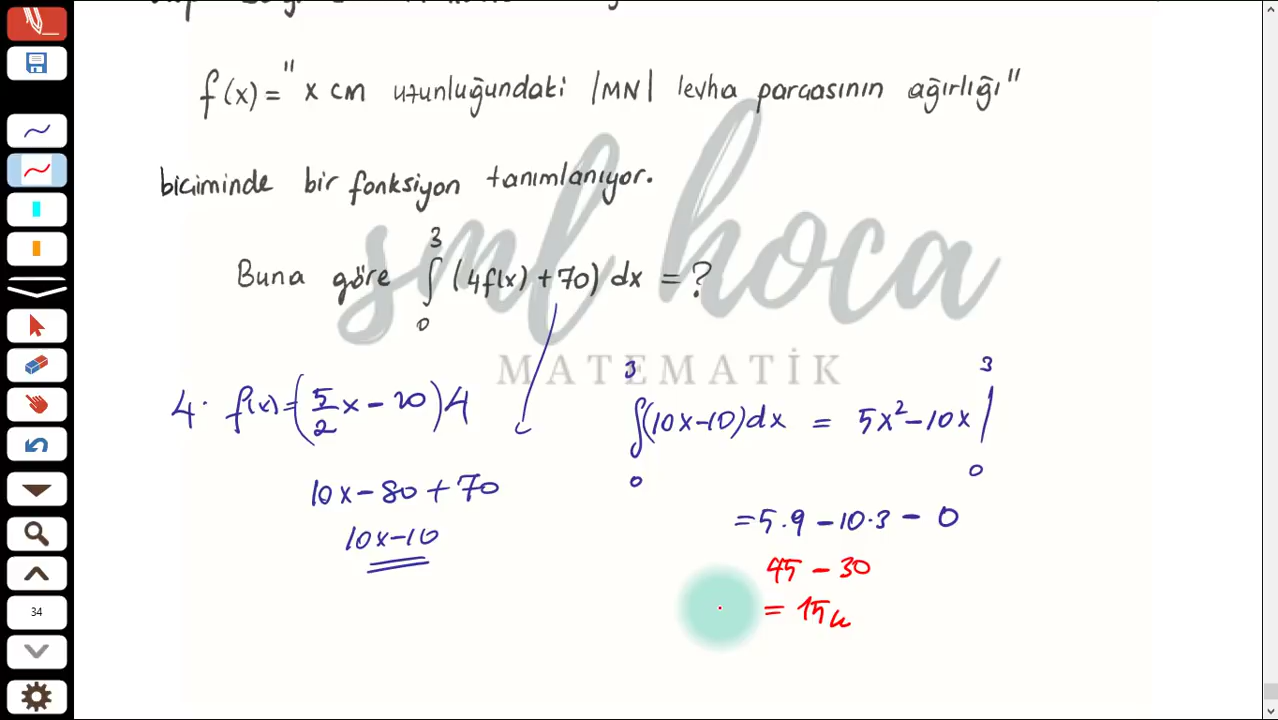 f(x) = " x cm uzunluğundaki |MN| levha parçasının ağırlığı"
biçiminde bir fonksiyon tanımlanıyor.
Buna göre ∫₀³ (4f(x) + 70) dx = ?
sml hoca
MATEMATİK
4. f(x) = (5/2 x - 20) 4
10x - 80 + 70
10x - 10
∫₀³ (10x - 10) dx = 5x² - 10x |₀³
= 5.9 - 10.3 - 0
45 - 30
= 15
34